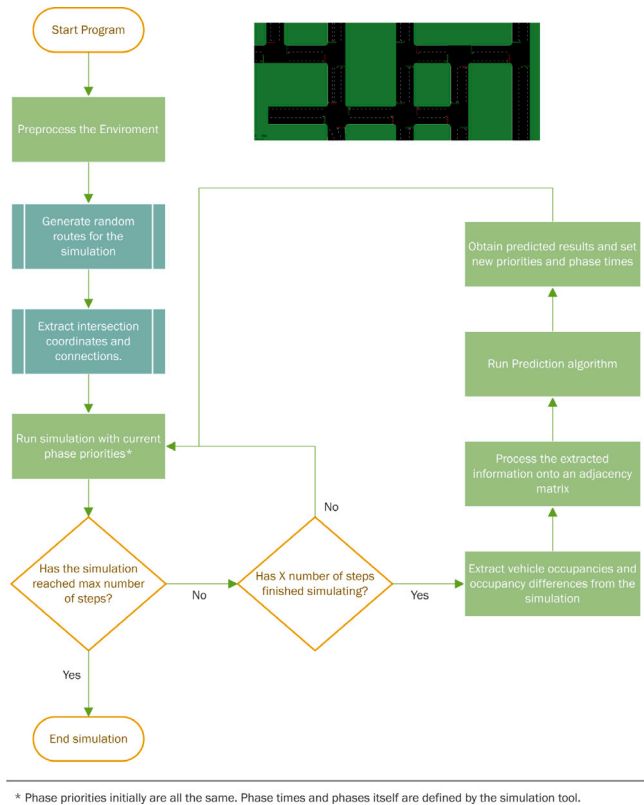 Start Program
Preprocess the Enviroment
Generate random
routes for the
simulation
Extract intersection
coordinates and
connections.
Run simulation with current
phase priorities*
Has the simulation
reached max number
of steps?
No
Yes
End simulation
Has X number of steps
finished simulating?
No
Yes
Extract vehicle occupancies and
occupancy differences from the
simulation
Process the extracted
information onto an adjacency
matrix
Run Prediction algorithm
Obtain predicted results and set
new priorities and phase times
* Phase priorities initially are all the same. Phase times and phases itself are defined by the simulation tool.